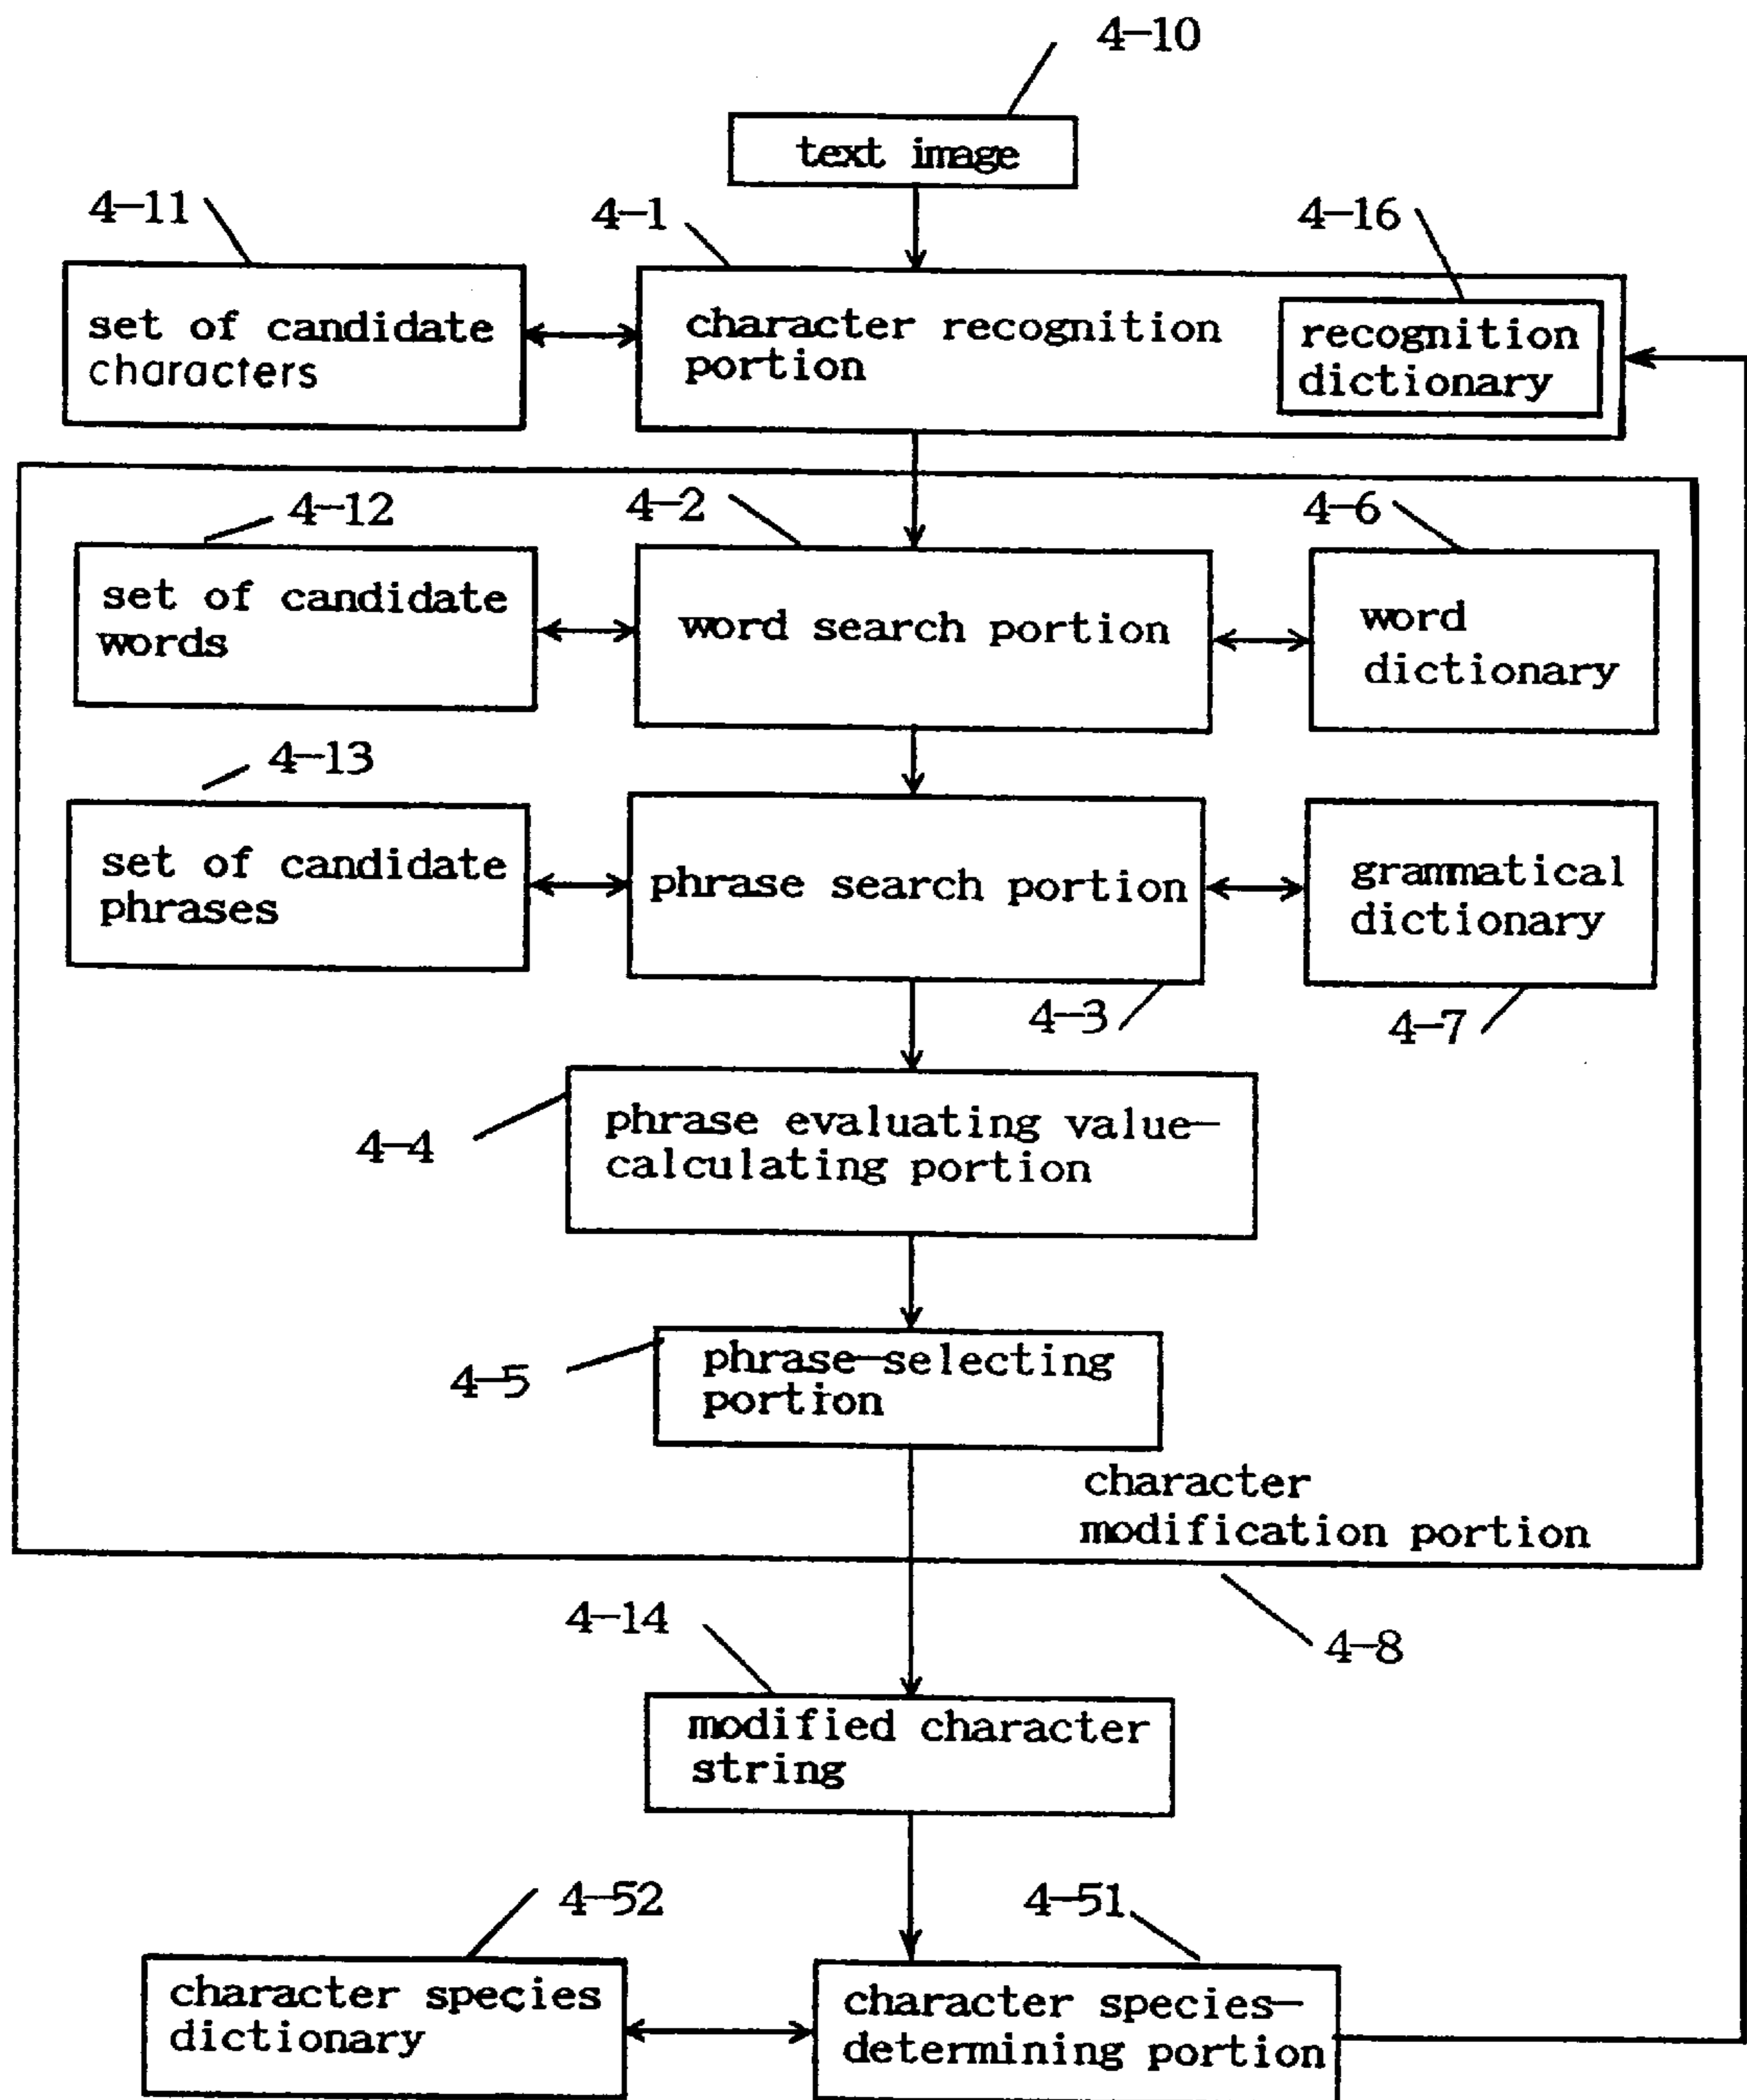 4-10
text image
4-11
4-1
4-16
set of candidate
characters
character recognition
portion
recognition
dictionary
4-12
4-2
4-6
set of candidate
words
word search portion
word
dictionary
4-13
set of candidate
phrases
phrase search portion
grammatical
dictionary
4-3
4-7
4-4
phrase evaluating value-
calculating portion
4-5
phrase-selecting
portion
character
modification portion
4-14
4-8
modified character
string
4-52
4-51
character species
dictionary
character species-
determining portion